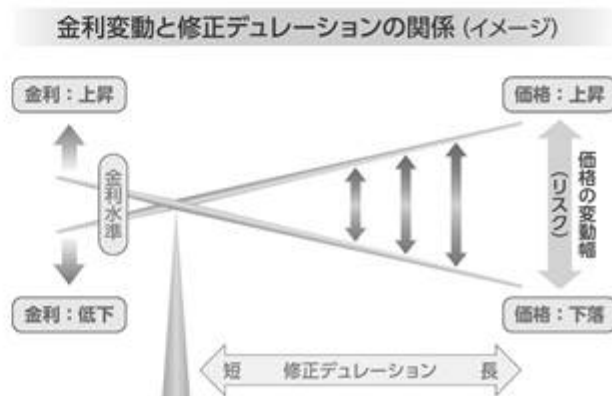 金利変動と修正デュレーションの関係(イメージ)
金利:上昇
価格:上昇
金利水準
価格の変動幅
(リスク)
金利:低下
価格:下落
短 修正デュレーション 長